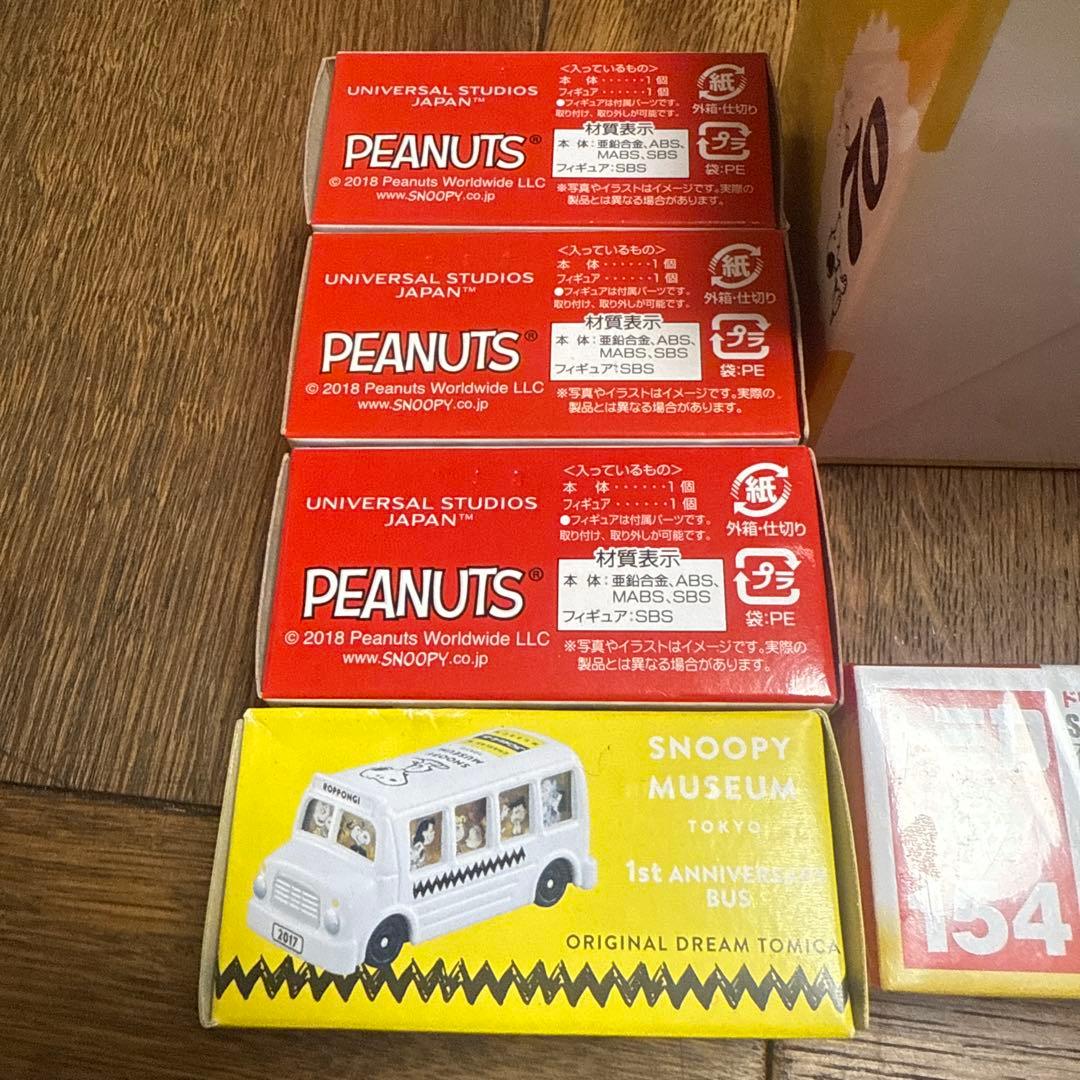 UNIVERSAL STUDIOS
JAPAN™
PEANUTS®
© 2018 Peanuts Worldwide LLC
www.SNOOPY.co.jp
<入っているもの>
本 体・・・・・・1個
フィギュア・・・・・・1個
●フィギュアは付属パーツです。
取り付け、取り外しが可能です。
材質表示
本 体：亜鉛合金、ABS、
MABS、SBS
フィギュア：SBS
※写真やイラストはイメージです。実際の
製品とは異なる場合があります。
紙
外箱・仕切り
プラ
袋：PE
UNIVERSAL STUDIOS
JAPAN™
PEANUTS®
© 2018 Peanuts Worldwide LLC
www.SNOOPY.co.jp
<入っているもの>
本 体・・・・・・1個
フィギュア・・・・・・1個
●フィギュアは付属パーツです。
取り付け、取り外しが可能です。
材質表示
本 体：亜鉛合金、ABS、
MABS、SBS
フィギュア：SBS
※写真やイラストはイメージです。実際の
製品とは異なる場合があります。
紙
外箱・仕切り
プラ
袋：PE
UNIVERSAL STUDIOS
JAPAN™
PEANUTS®
© 2018 Peanuts Worldwide LLC
www.SNOOPY.co.jp
<入っているもの>
本 体・・・・・・1個
フィギュア・・・・・・1個
●フィギュアは付属パーツです。
取り付け、取り外しが可能です。
材質表示
本 体：亜鉛合金、ABS、
MABS、SBS
フィギュア：SBS
※写真やイラストはイメージです。実際の
製品とは異なる場合があります。
紙
外箱・仕切り
プラ
袋：PE
SNOOPY
MUSEUM
TOKYO
1st ANNIVERSARY
BUS
ORIGINAL DREAM TOMICA
ROPPONGI
SNOOPY
MUSEUM
2017
70
トミカ
154